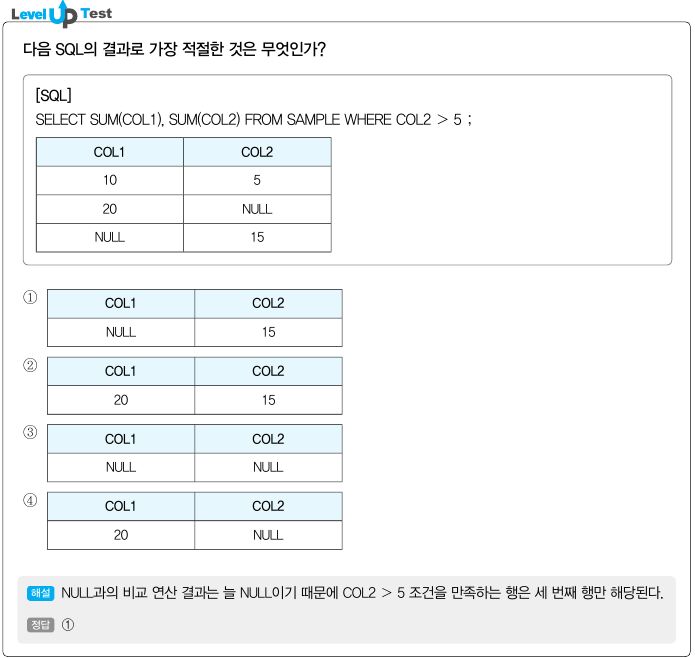 Level Up Test
다음 SQL의 결과로 가장 적절한 것은 무엇인가?
[SQL]
SELECT SUM(COL1), SUM(COL2) FROM SAMPLE WHERE COL2 > 5 ;
COL1 COL2
10 5
20 NULL
NULL 15
① COL1 COL2
NULL 15
② COL1 COL2
20 15
③ COL1 COL2
NULL NULL
④ COL1 COL2
20 NULL
해설 NULL과의 비교 연산 결과는 늘 NULL이기 때문에 COL2 > 5 조건을 만족하는 행은 세 번째 행만 해당된다.
정답 ①